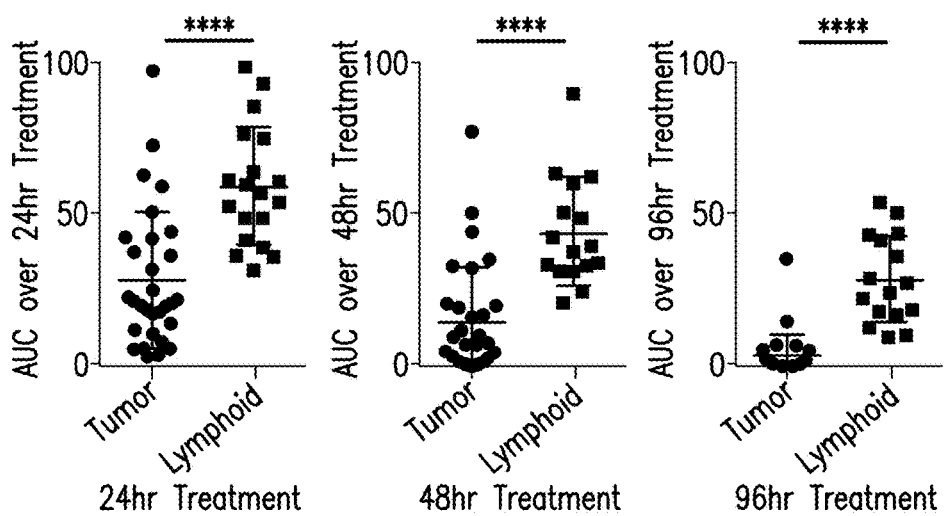 ****
AUC over 24hr Treatment
100
50
0
Tumor
Lymphoid
24hr Treatment
****
AUC over 48hr Treatment
100
50
0
Tumor
Lymphoid
48hr Treatment
****
AUC over 96hr Treatment
100
50
0
Tumor
Lymphoid
96hr Treatment